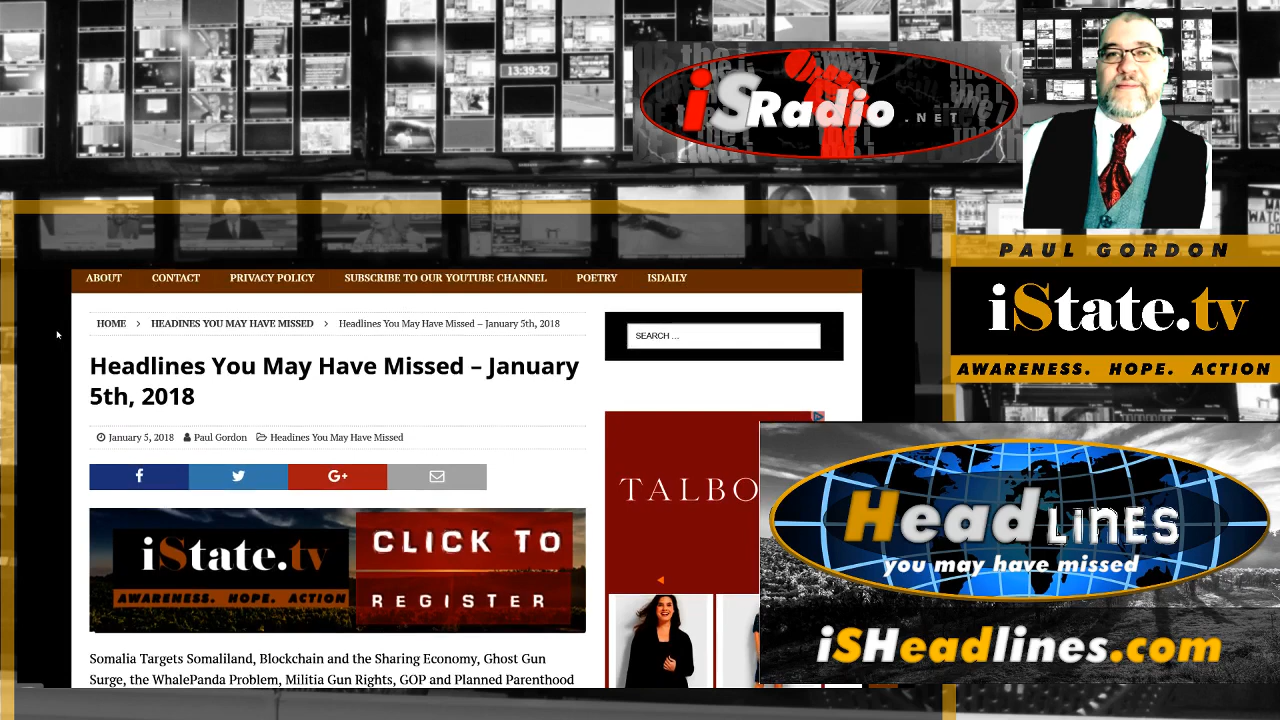 13:39:32
iSRadio
.NET
PAUL GORDON
iState.tv
AWARENESS. HOPE. ACTION
ABOUT
CONTACT
PRIVACY POLICY
SUBSCRIBE TO OUR YOUTUBE CHANNEL
POETRY
ISDAILY
HOME › HEADINES YOU MAY HAVE MISSED › Headlines You May Have Missed – January 5th, 2018
SEARCH …
Headlines You May Have Missed – January
5th, 2018
January 5, 2018 Paul Gordon Headines You May Have Missed
TALBO
iState.tv
AWARENESS. HOPE. ACTION
CLICK TO
REGISTER
Somalia Targets Somaliland, Blockchain and the Sharing Economy, Ghost Gun
Surge, the WhalePanda Problem, Militia Gun Rights, GOP and Planned Parenthood
HeadLINES
you may have missed
iSHeadlines.com